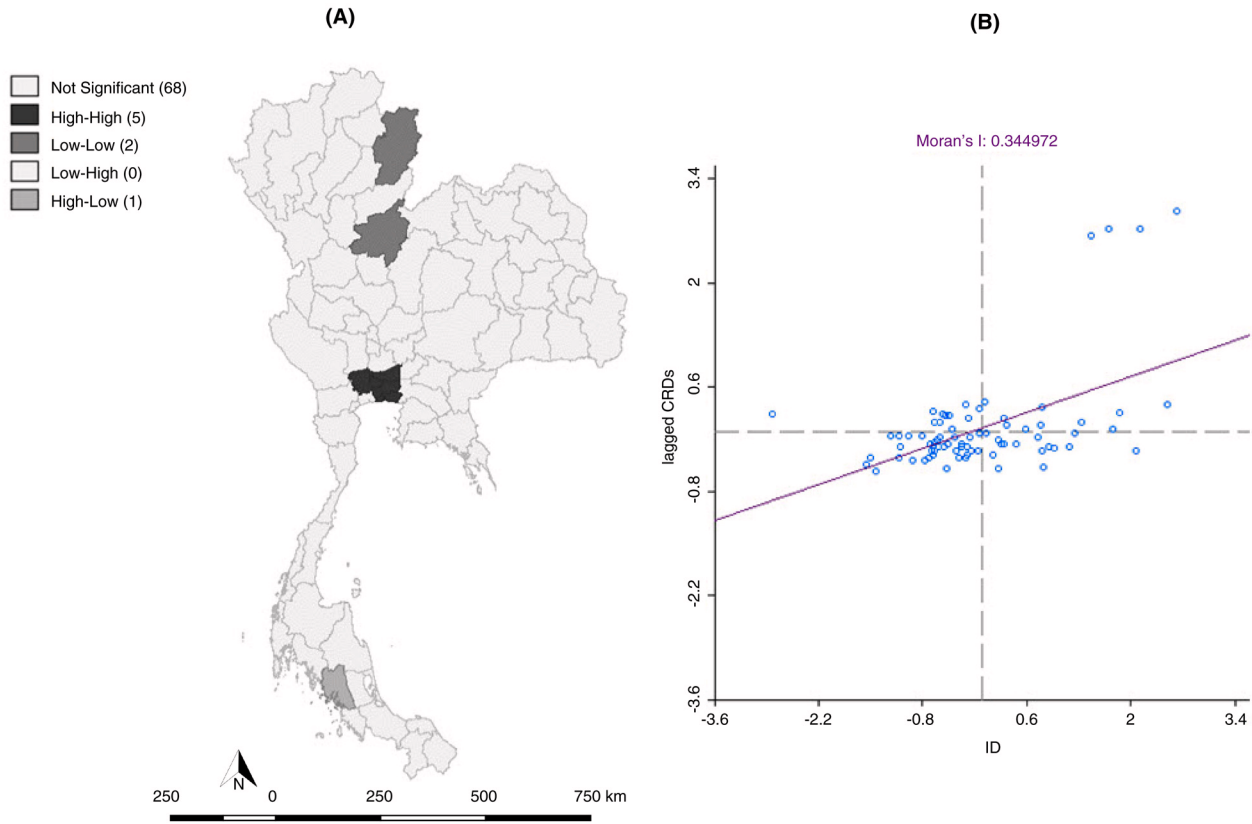 (A)
(B)
Not Significant (68)
High-High (5)
Low-Low (2)
Low-High (0)
High-Low (1)
N
250 0 250 500 750 km
Moran's I: 0.344972
lagged CRDs
3.4
2
0.6
-0.8
-2.2
-3.6
-3.6 -2.2 -0.8 0.6 2 3.4
ID